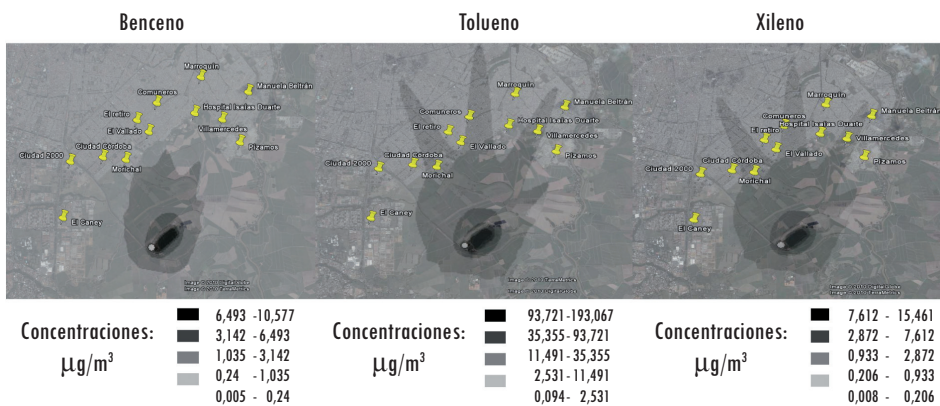 Benceno
Marroquín
Manuela Beltrán
Comuneros
Hospital Isaías Duarte
El retiro
El Vallado
Villamercedes
Pízamos
Ciudad 2000
Ciudad Córdoba
Morichal
El Caney
Tolueno
Marroquín
Manuela Beltrán
Comuneros
Hospital Isaías Duarte
El retiro
El Vallado
Villamercedes
Pízamos
Ciudad 2000
Ciudad Córdoba
Morichal
El Caney
Xileno
Marroquín
Manuela Beltrán
Comuneros
Hospital Isaías Duarte
El retiro
El Vallado
Villamercedes
Pízamos
Ciudad 2000
Ciudad Córdoba
Morichal
El Caney
Concentraciones:
µg/m³
6,493 -10,577
3,142 - 6,493
1,035 - 3,142
0,24 - 1,035
0,005 - 0,24
Concentraciones:
µg/m³
93,721-193,067
35,355-93,721
11,491-35,355
2,531-11,491
0,094- 2,531
Concentraciones:
µg/m³
7,612 - 15,461
2,872 - 7,612
0,933 - 2,872
0,206 - 0,933
0,008 - 0,206